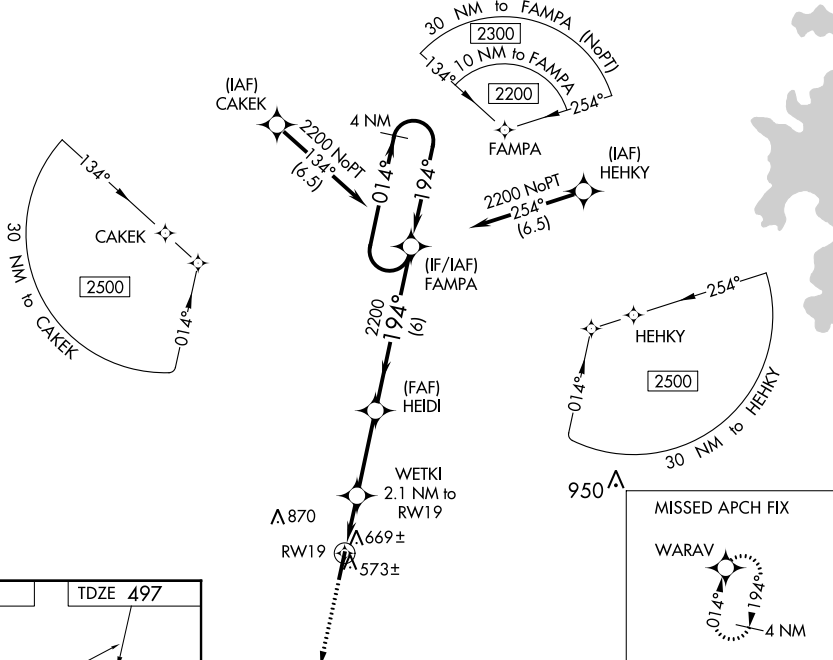 30 NM to FAMPA (NoPT)
2300
10 NM to FAMPA
2200
134°
254°
FAMPA
(IAF)
CAKEK
2200 NoPT
134°
(6.5)
4 NM
014°
194°
(IAF)
HEHKY
2200 NoPT
254°
(6.5)
134°
CAKEK
2500
014°
30 NM to CAKEK
(IF/IAF)
FAMPA
2200
194°
(6)
254°
HEHKY
2500
014°
30 NM to HEHKY
(FAF)
HEIDI
WETKI
2.1 NM to
RW19
870
669±
RW19
573±
950
MISSED APCH FIX
WARAV
014°
194°
4 NM
TDZE 497